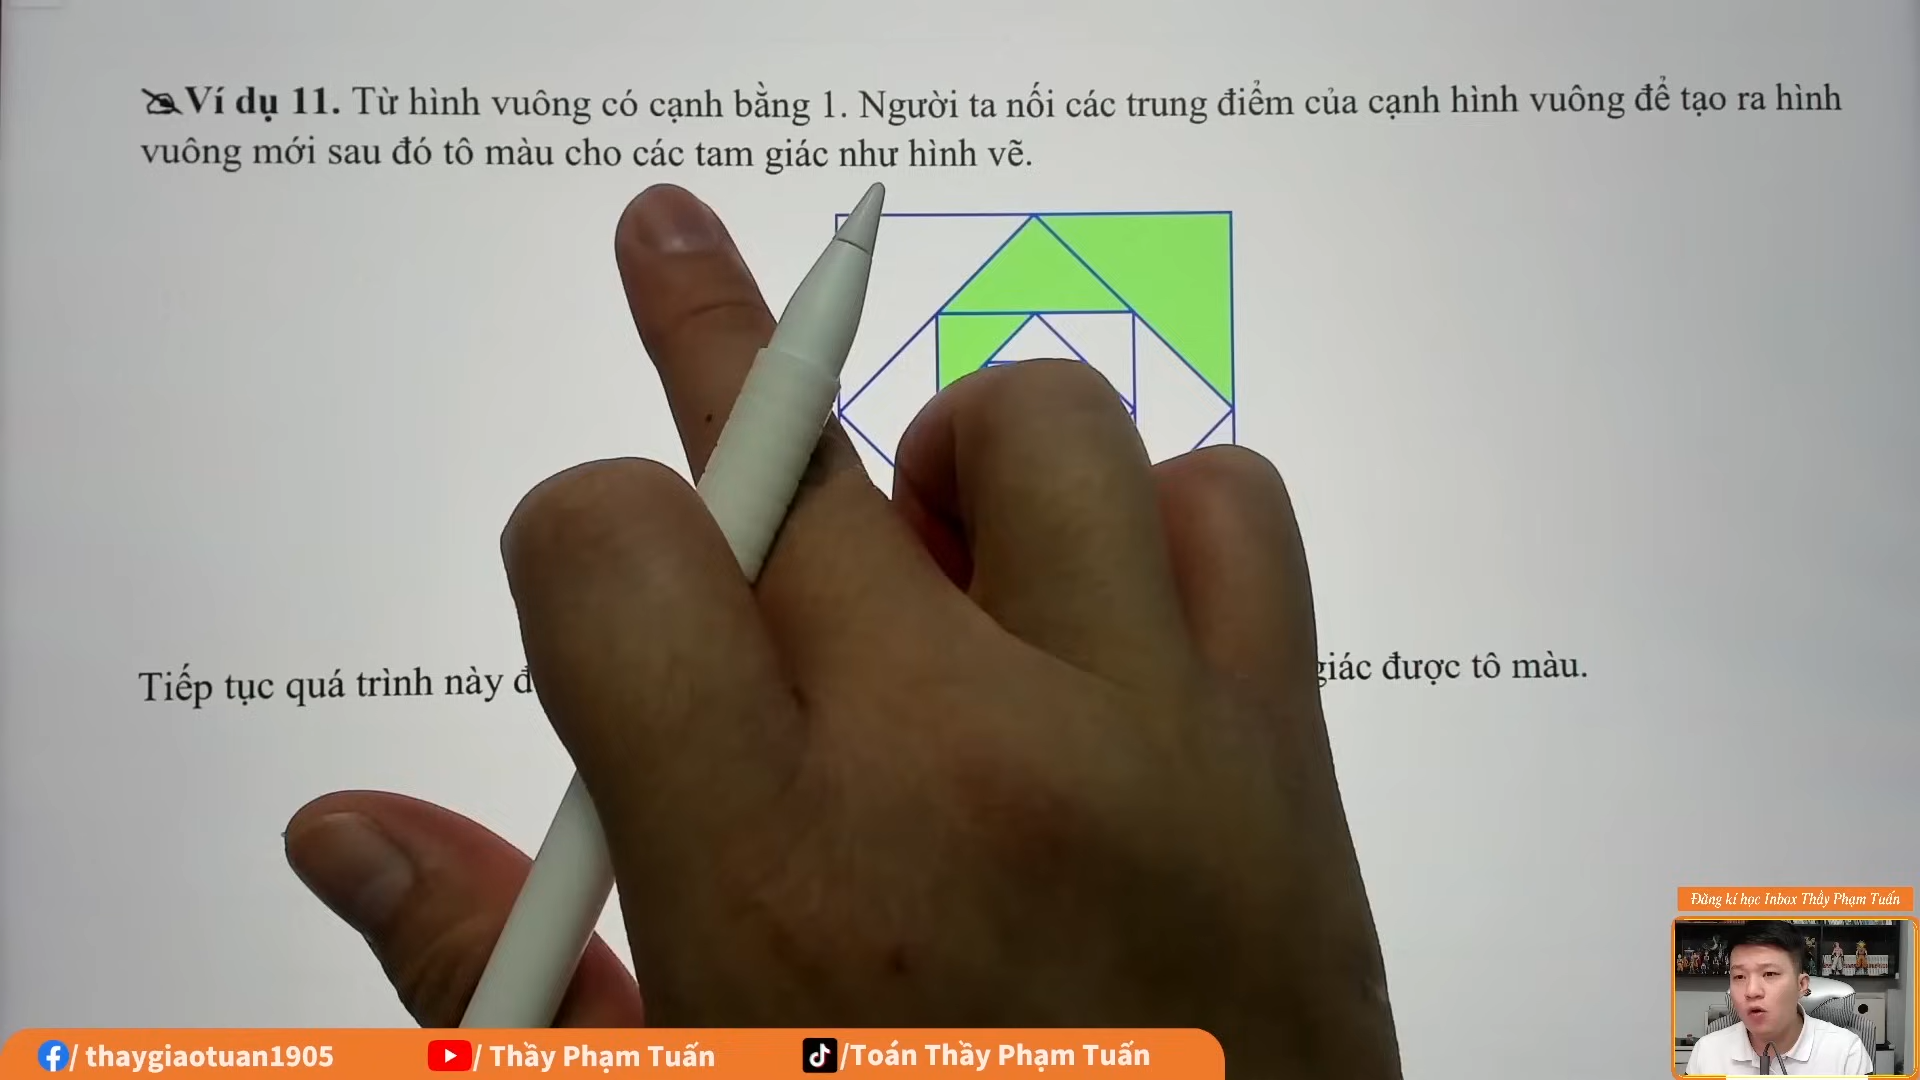 Ví dụ 11. Từ hình vuông có cạnh bằng 1. Người ta nối các trung điểm của cạnh hình vuông để tạo ra hình
vuông mới sau đó tô màu cho các tam giác như hình vẽ.
Tiếp tục quá trình này giác được tô màu.
Đăng kí học Inbox Thầy Phạm Tuấn
/ thaygiaotuan1905 / Thầy Phạm Tuấn /Toán Thầy Phạm Tuấn